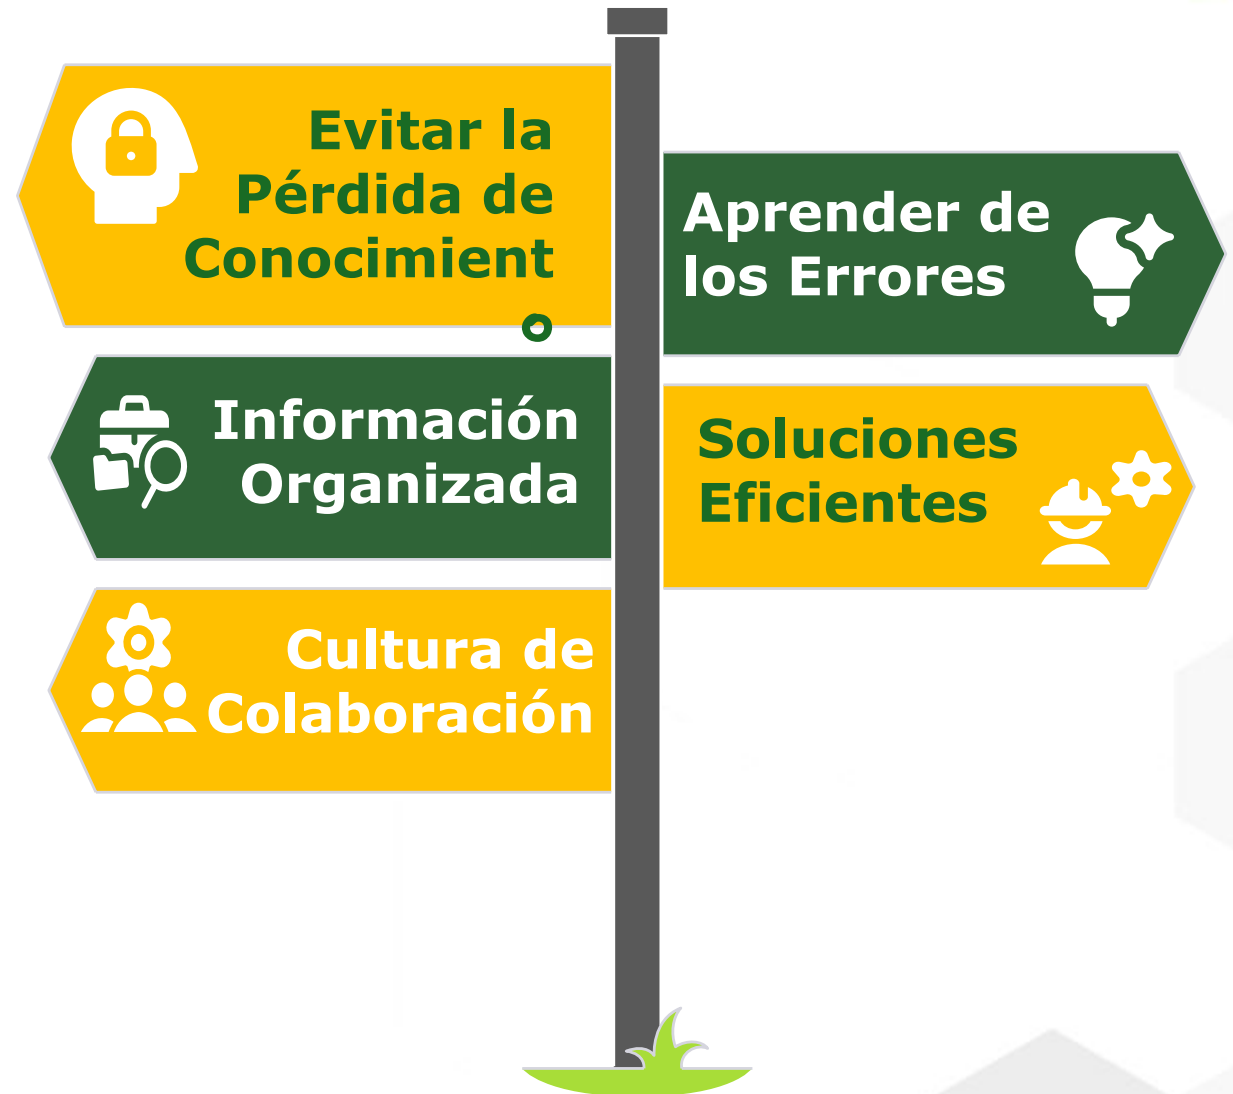 Evitar la
Pérdida de
Conocimient
o
Aprender de
los Errores
Información
Organizada
Soluciones
Eficientes
Cultura de
Colaboración